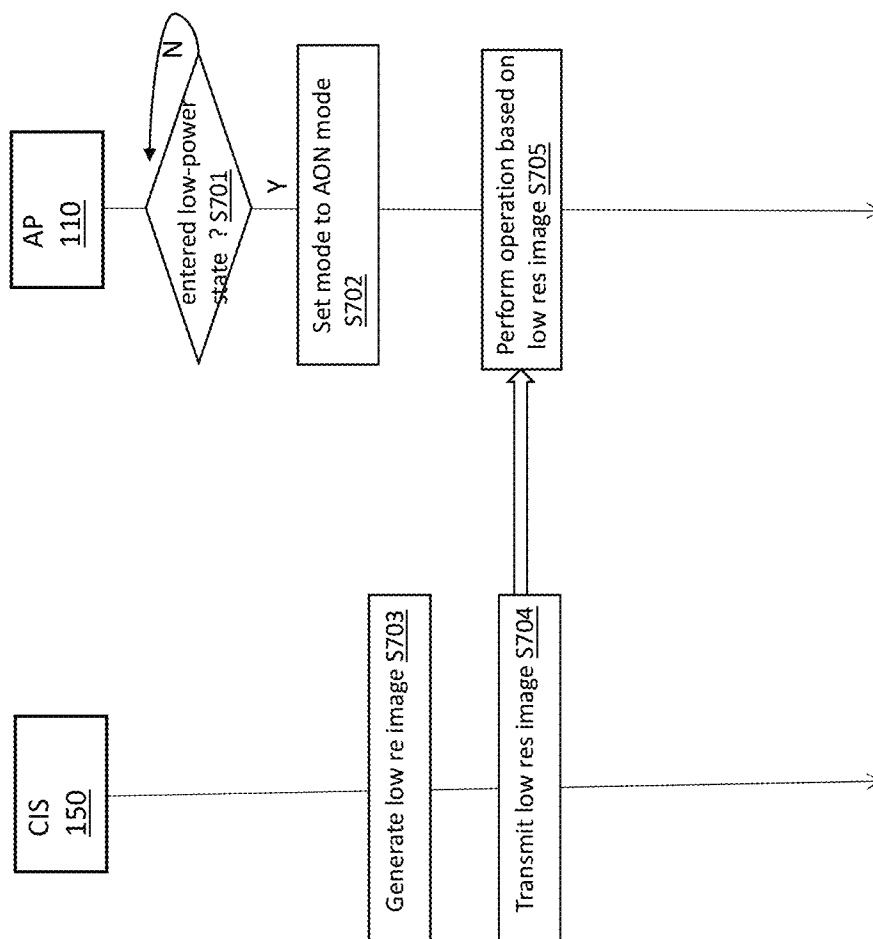 CIS
150
AP
110
entered low-power
state ? S701
N
Y
Set mode to AON mode
S702
Generate low re image S703
Transmit low res image S704
Perform operation based on
low res image S705